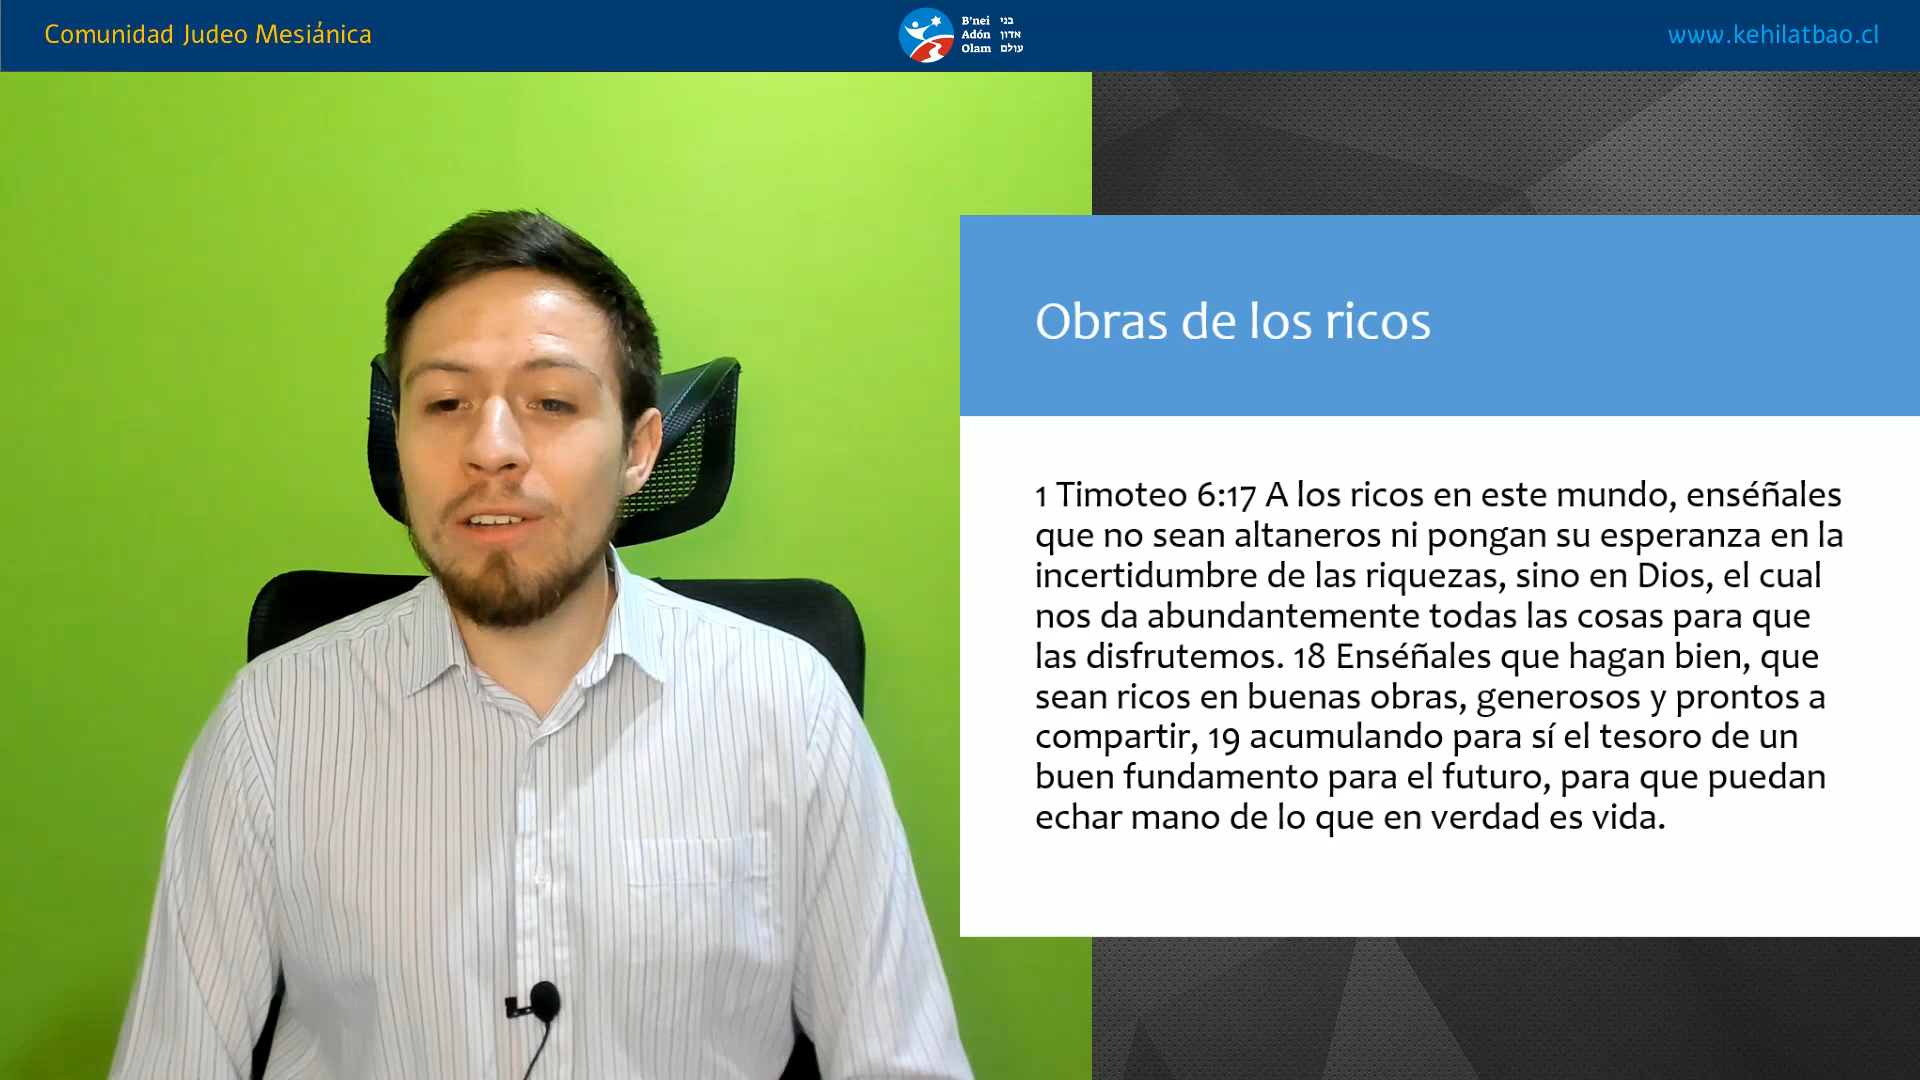 Comunidad Judeo Mesiánica
B'nei בני
Adón אדון
Olam עולם
www.kehilatbao.cl
Obras de los ricos
1 Timoteo 6:17 A los ricos en este mundo, enséñales
que no sean altaneros ni pongan su esperanza en la
incertidumbre de las riquezas, sino en Dios, el cual
nos da abundantemente todas las cosas para que
las disfrutemos. 18 Enséñales que hagan bien, que
sean ricos en buenas obras, generosos y prontos a
compartir, 19 acumulando para sí el tesoro de un
buen fundamento para el futuro, para que puedan
echar mano de lo que en verdad es vida.